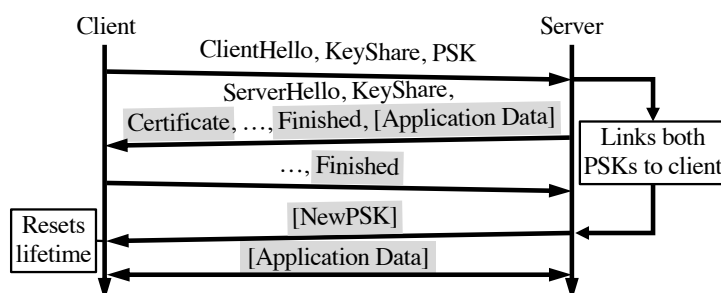 Client
Server
ClientHello, KeyShare, PSK
ServerHello, KeyShare,
Certificate, …, Finished, [Application Data]
Links both
PSKs to client
…, Finished
[NewPSK]
Resets
lifetime
[Application Data]